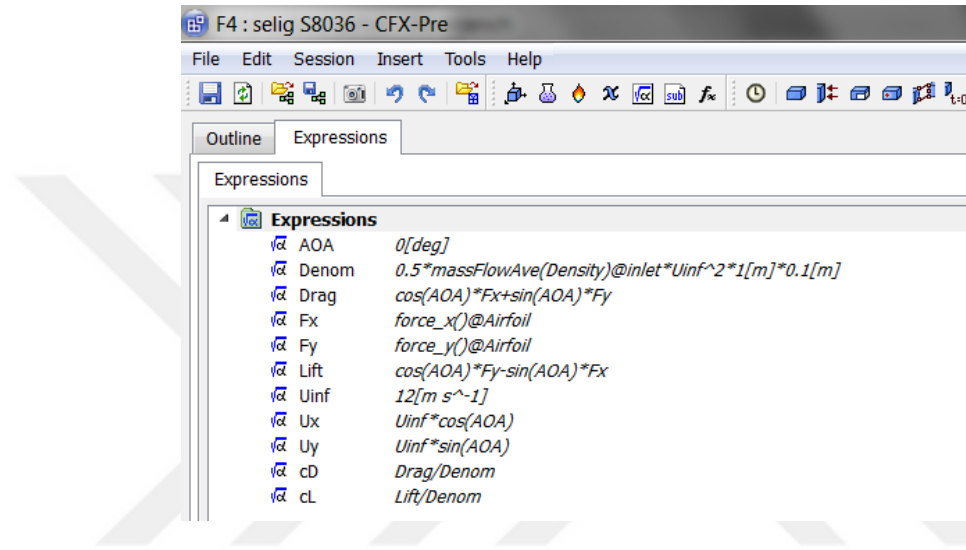 F4 : selig S8036 - CFX-Pre
File Edit Session Insert Tools Help
Outline Expressions
Expressions
Expressions
AOA 0[deg]
Denom 0.5*massFlowAve(Density)@inlet*Uinf^2*1[m]*0.1[m]
Drag cos(AOA)*Fx+sin(AOA)*Fy
Fx force_x()@Airfoil
Fy force_y()@Airfoil
Lift cos(AOA)*Fy-sin(AOA)*Fx
Uinf 12[m s^-1]
Ux Uinf*cos(AOA)
Uy Uinf*sin(AOA)
cD Drag/Denom
cL Lift/Denom